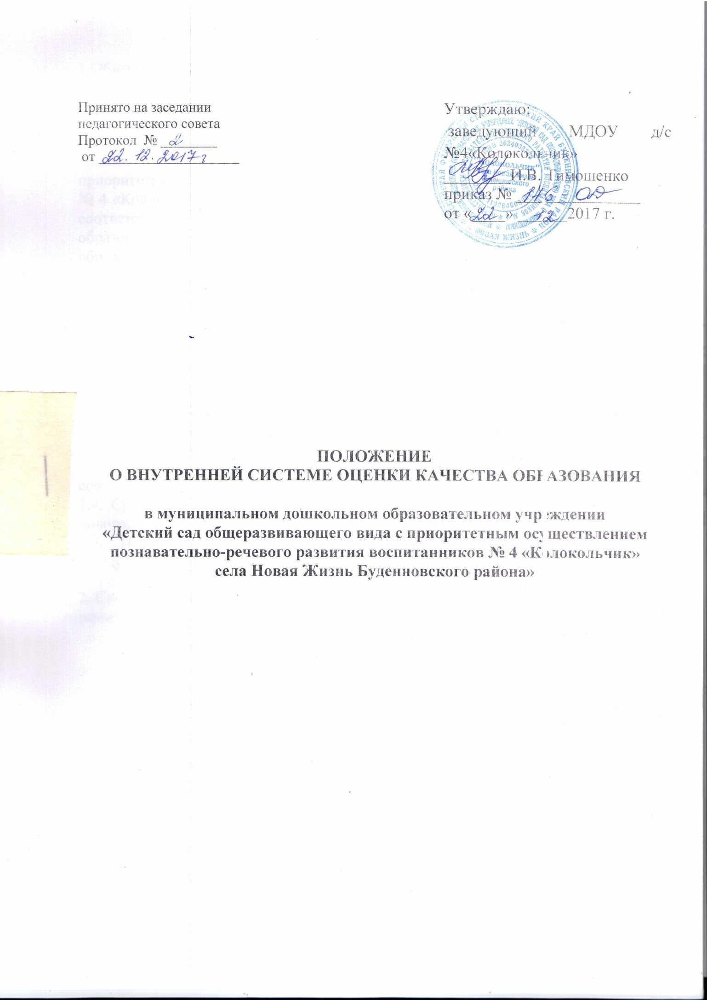 Принято на заседании
педагогического совета
Протокол № 2
от 22.12.2017 г
Утверждаю:
заведующий МДОУ д/с
№4«Колокольчик»
И.В. Тимошенко
приказ № 176 ОД
от «22» 12 2017 г.
ПОЛОЖЕНИЕ
О ВНУТРЕННЕЙ СИСТЕМЕ ОЦЕНКИ КАЧЕСТВА ОБРАЗОВАНИЯ
в муниципальном дошкольном образовательном учреждении
«Детский сад общеразвивающего вида с приоритетным осуществлением
познавательно-речевого развития воспитанников № 4 «Колокольчик»
села Новая Жизнь Буденновского района»